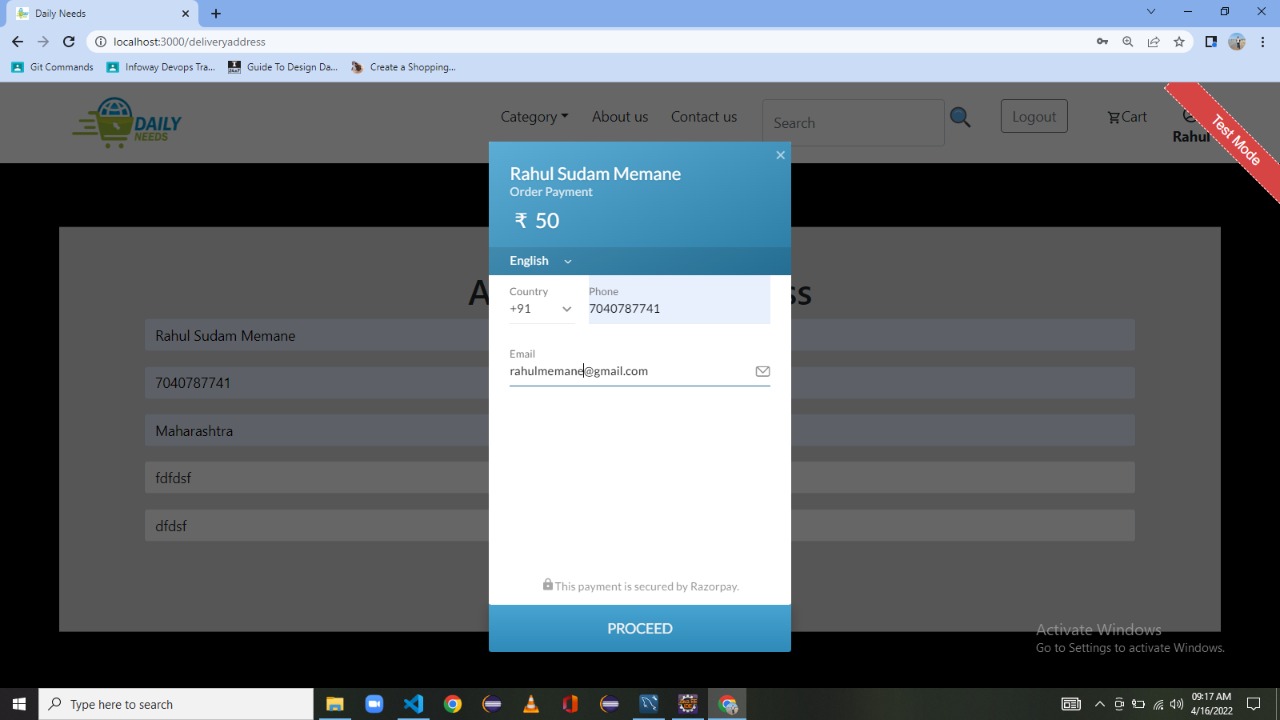 Daily Needs
localhost:3000/deliveryaddress
Git Commands Infoway Devops Tra... Guide To Design Da... Create a Shopping...
DAILY
NEEDS
Category About us Contact us Search Logout Cart
Rahul
Test Mode
Rahul Sudam Memane
Order Payment
₹ 50
English
Country Phone
+91 7040787741
Email
rahulmemane@gmail.com
This payment is secured by Razorpay.
PROCEED
Rahul Sudam Memane
7040787741
Maharashtra
fdfdsf
dfdsf
Activate Windows
Go to Settings to activate Windows.
Type here to search
09:17 AM
4/16/2022